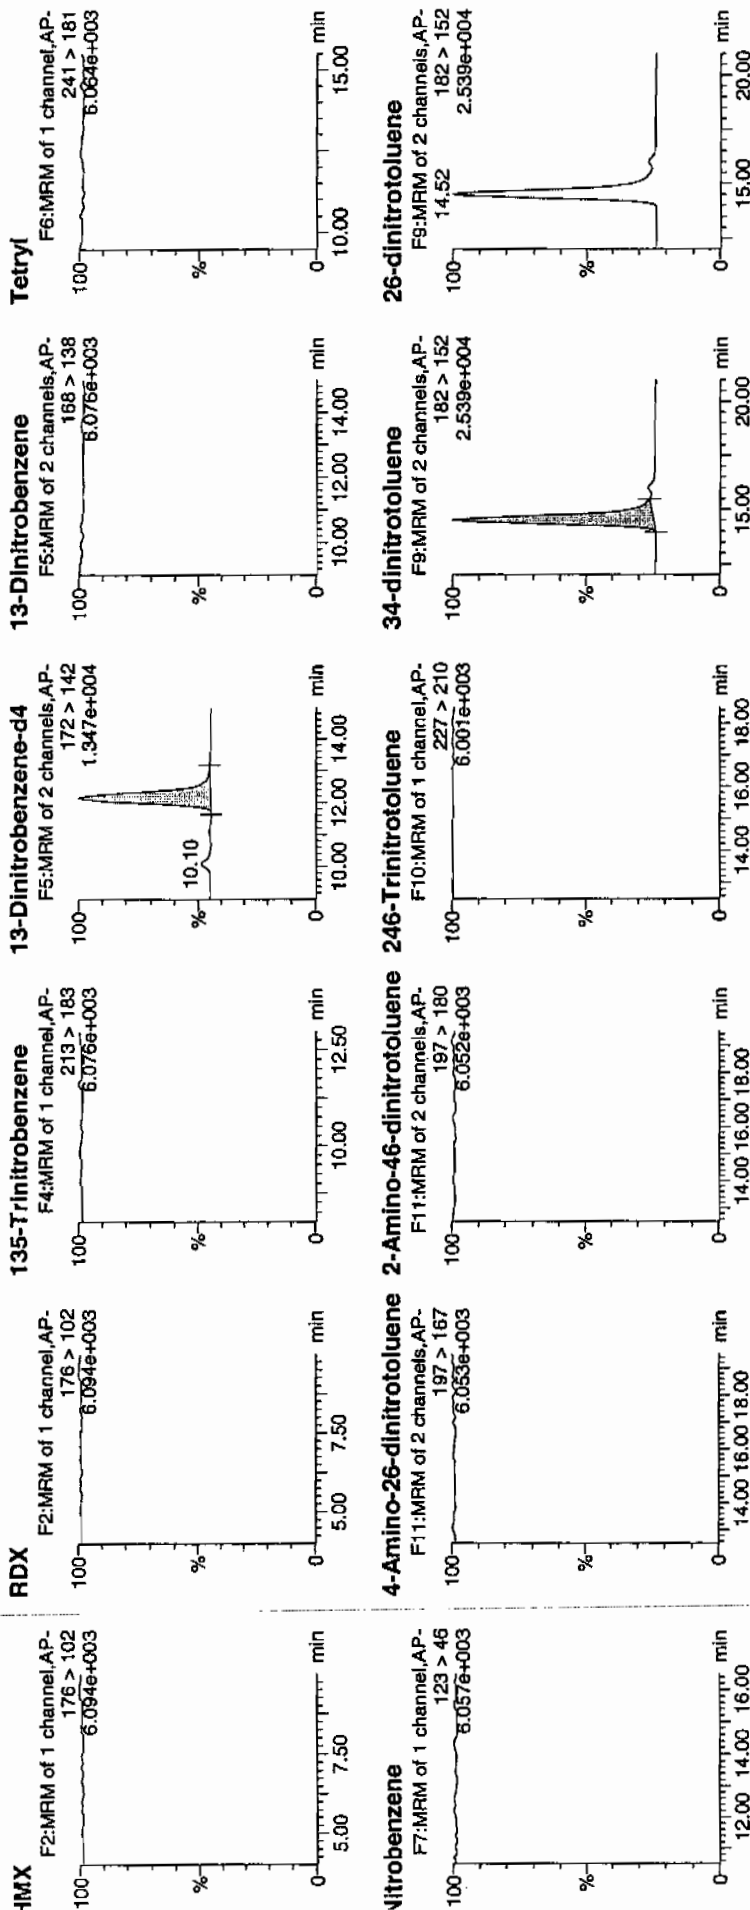 HMX
F2:MRM of 1 channel,AP-
176 > 102
6.094e+003
100
%
0
5.00 7.50 min
RDX
F2:MRM of 1 channel,AP-
176 > 102
6.094e+003
100
%
0
5.00 7.50 min
135-Trinitrobenzene
F4:MRM of 1 channel,AP-
213 > 183
6.076e+003
100
%
0
10.00 12.50 min
13-Dinitrobenzene-d4
F5:MRM of 2 channels,AP-
172 > 142
1.347e+004
100
10.10
%
0
10.00 12.00 14.00 min
13-Dinitrobenzene
F5:MRM of 2 channels,AP-
168 > 138
6.076e+003
100
%
0
10.00 12.00 14.00 min
Tetryl
F6:MRM of 1 channel,AP-
241 > 181
6.064e+003
100
%
0
10.00 15.00 min
Nitrobenzene
F7:MRM of 1 channel,AP-
123 > 46
6.057e+003
100
%
0
12.00 14.00 16.00 min
4-Amino-26-dinitrotoluene
F11:MRM of 2 channels,AP-
197 > 167
6.053e+003
100
%
0
14.00 16.00 18.00 min
2-Amino-46-dinitrotoluene
F11:MRM of 2 channels,AP-
197 > 180
6.052e+003
100
%
0
14.00 16.00 18.00 min
246-Trinitrotoluene
F10:MRM of 1 channel,AP-
227 > 210
6.001e+003
100
%
0
14.00 16.00 18.00 min
34-dinitrotoluene
F9:MRM of 2 channels,AP-
182 > 152
2.539e+004
100
%
0
15.00 20.00 min
26-dinitrotoluene
F9:MRM of 2 channels,AP-
14.52
182 > 152
2.539e+004
100
%
0
15.00 20.00 min